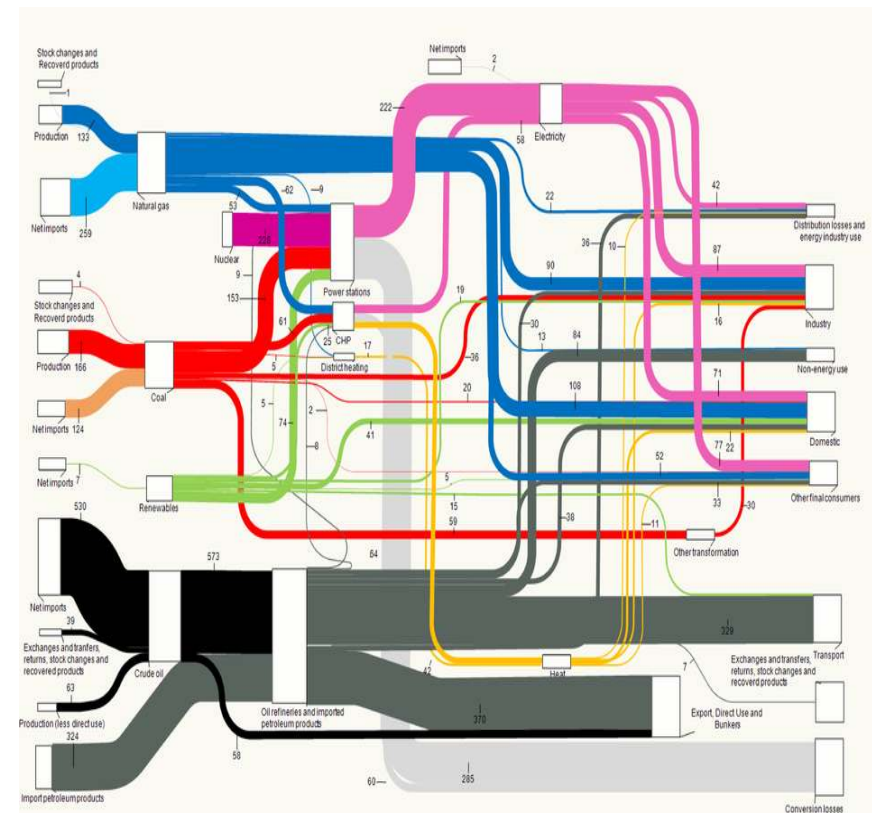 Stock changes and
Recoverd products
1
Production
133
Net imports
259
Natural gas
Net imports
2
222
58
Electricity
62
9
53
Nuclear
Power stations
9
153
4
Stock changes and
Recoverd products
Production
166
Net imports
124
Coal
61
25
CHP
17
District heating
5
5
2
74
8
41
Net imports
7
Renewables
22
36
10
42
Distribution losses and
energy industry use
90
87
Industry
16
19
30
13
84
Non-energy use
36
20
108
71
Domestic
22
77
52
5
15
33
Other final consumers
59
38
11
30
Other transformation
530
Net imports
573
39
Exchanges and tranfers,
returns, stock changes and
recovered products
Crude oil
63
Production (less direct use)
324
Import petroleum products
58
Oil refineries and imported
petroleum products
42
Heat
329
Transport
7
Exchanges and transfers,
returns, stock changes and
recoverd products
370
Export, Direct Use and
Bunkers
60
285
Conversion losses